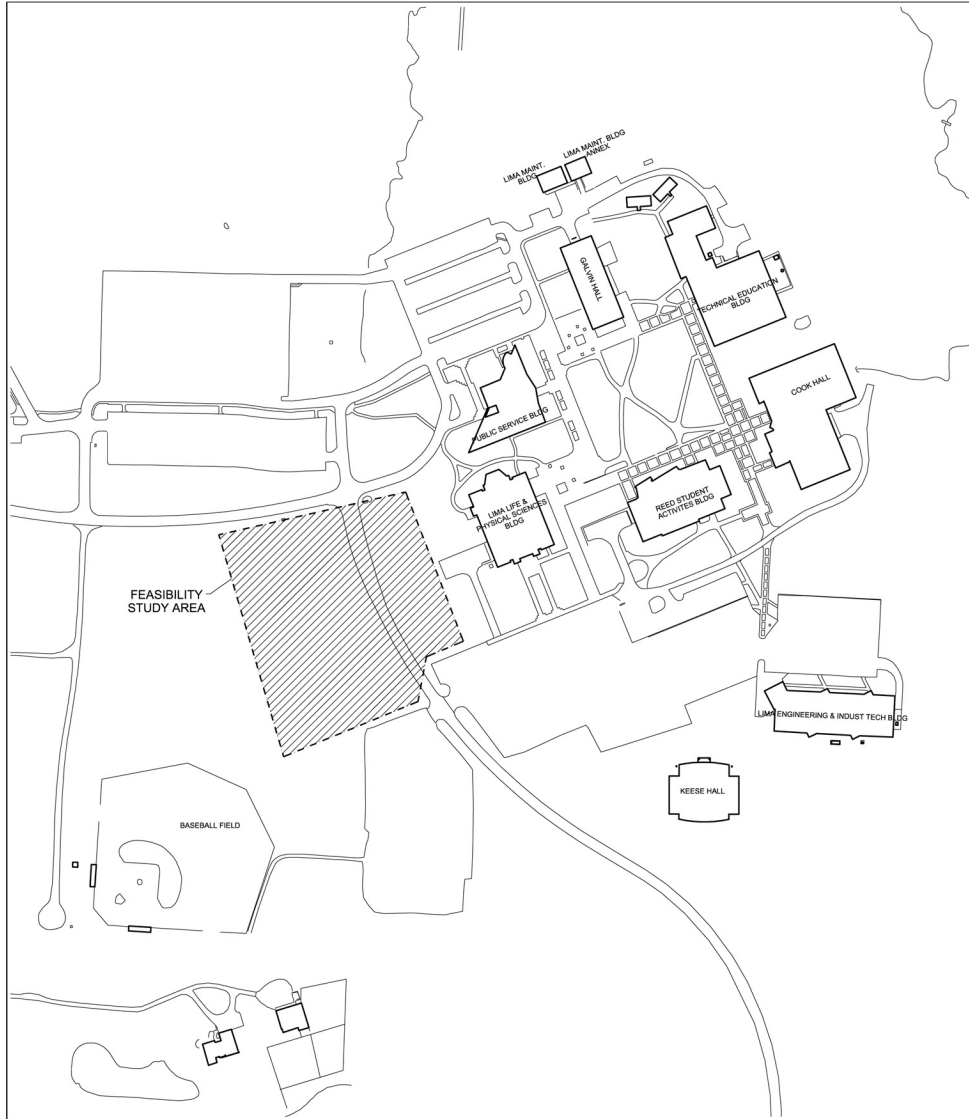 LIMA MAINT. BLDG
ANNEX
LIMA MAINT.
BLDG
GALVIN HALL
TECHNICAL EDUCATION
BLDG
COOK HALL
PUBLIC SERVICE BLDG
LIMA LIFE &
PHYSICAL SCIENCES
BLDG
REED STUDENT
ACTIVITES BLDG
FEASIBILITY
STUDY AREA
LIMA ENGINEERING & INDUST TECH BLDG
KEESE HALL
BASEBALL FIELD